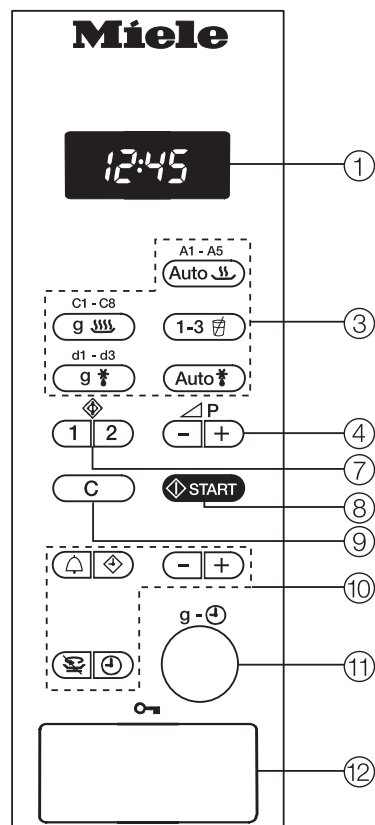 Miele
12:45
①
A1 - A5
Auto
C1 - C8
g
1-3
③
d1 - d3
g
Auto
P
1 2
- +
④
⑦
C
START
⑧
⑨
- +
⑩
g -
⑪
⑫